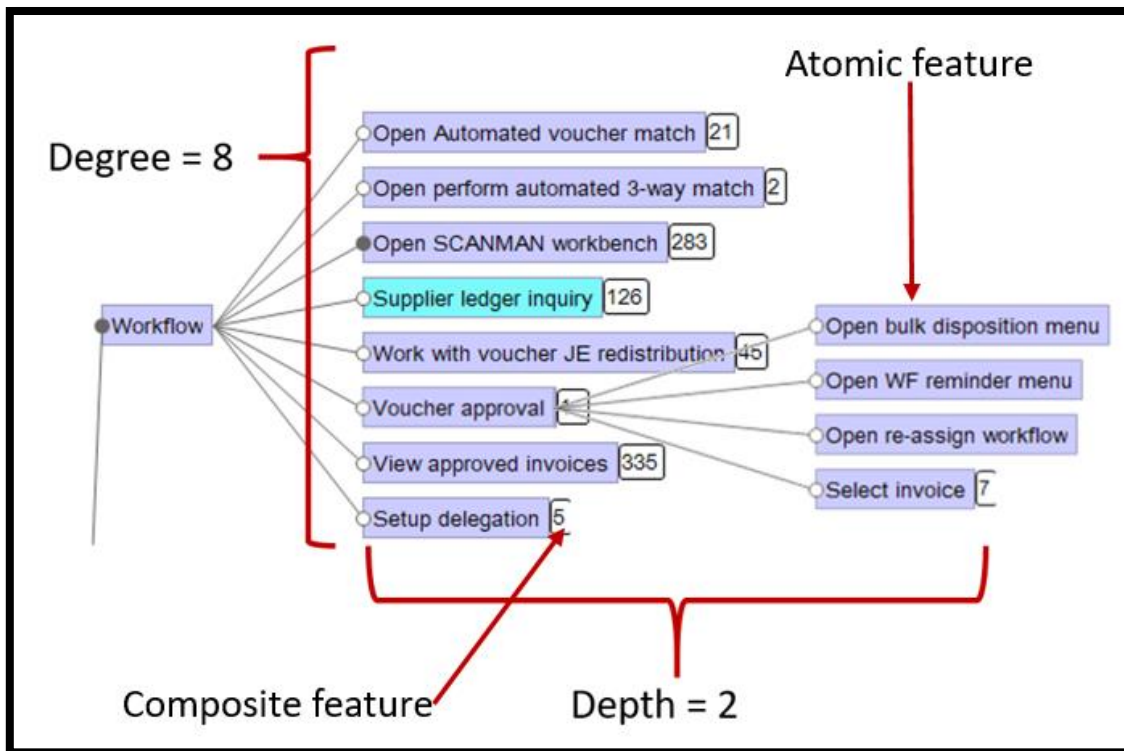 Atomic feature
Degree = 8
Open Automated voucher match 21
Open perform automated 3-way match 2
Open SCANMAN workbench 283
Supplier ledger inquiry 126
Workflow
Open bulk disposition menu
Work with voucher JE redistribution 45
Open WF reminder menu
Voucher approval
Open re-assign workflow
View approved invoices 335
Select invoice 7
Setup delegation 5
Composite feature
Depth = 2